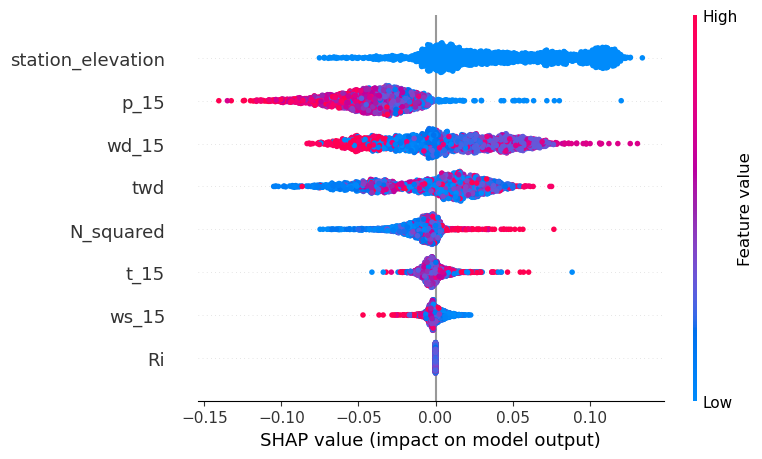 High
station_elevation
p_15
wd_15
twd
N_squared
t_15
ws_15
Ri
Feature value
Low
−0.15 −0.10 −0.05 0.00 0.05 0.10
SHAP value (impact on model output)